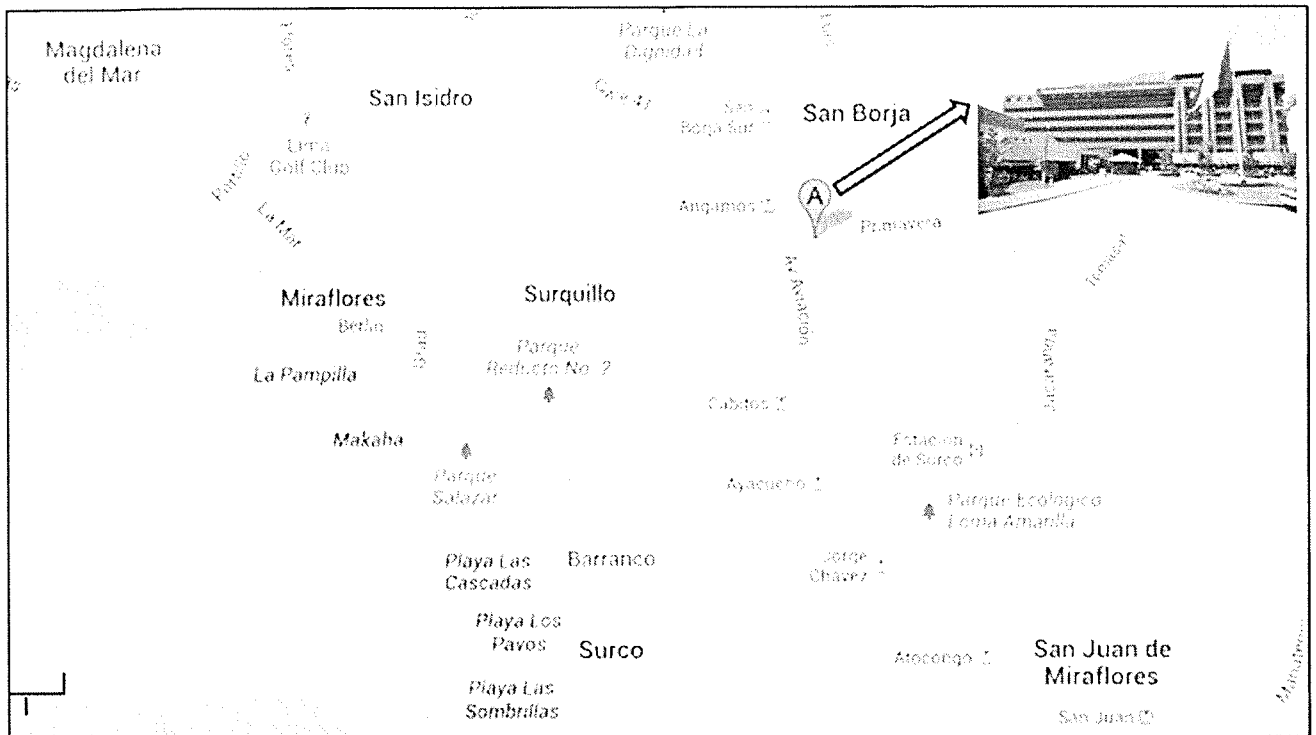 Magdalena
del Mar
Parque La
Dignidad
San Isidro
San
Borja Sur
San Borja
Lima
Golf Club
La Mar
Angamos
A
Primavera
Av Aviación
Miraflores
Surquillo
Berlín
Parque
Reducto No. 2
La Pampilla
Cabitos
Makaha
Estación
de Surco
Parque
Salazar
Ayacucho
Parque Ecológico
Loma Amarilla
Playa Las
Cascadas
Barranco
Jorge
Chávez
Playa Los
Pavos
Surco
Atocongo
San Juan de
Miraflores
Playa Las
Sombrillas
San Juan